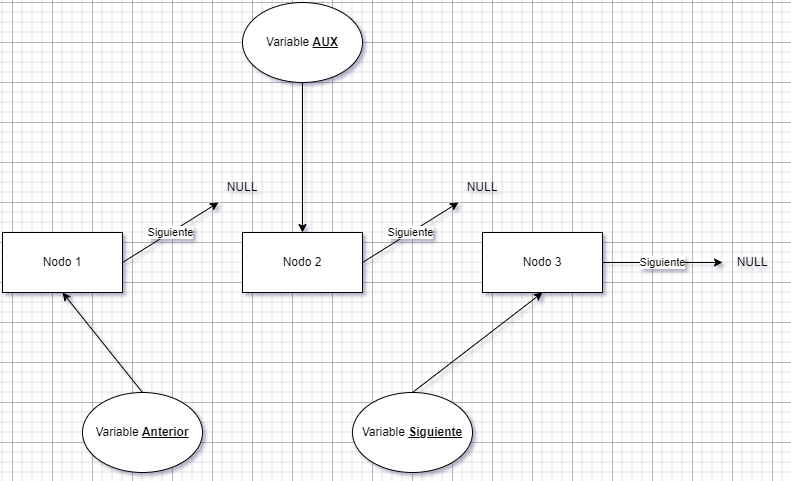 Variable AUX
NULL
NULL
Siguiente
Siguiente
Nodo 1
Nodo 2
Nodo 3
Siguiente
NULL
Variable Anterior
Variable Siguiente